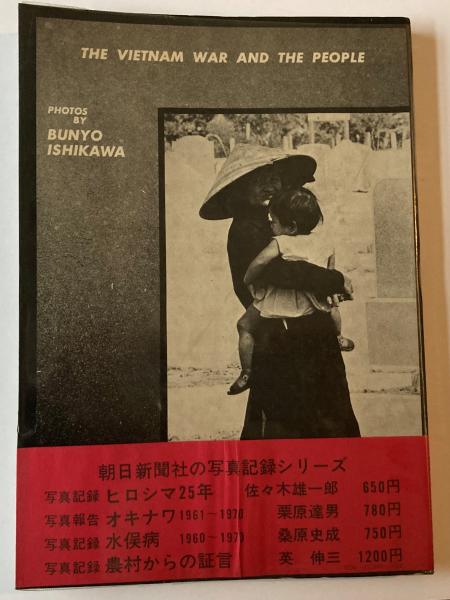 THE VIETNAM WAR AND THE PEOPLE
PHOTOS
BY
BUNYO
ISHIKAWA
朝日新聞社の写真記録シリーズ
写真記録 ヒロシマ25年 佐々木雄一郎 650円
写真報告 オキナワ 1961〜1970 栗原達男 780円
写真記録 水俣病 1960〜1970 桑原史成 750円
写真記録 農村からの証言 英 伸三 1200円